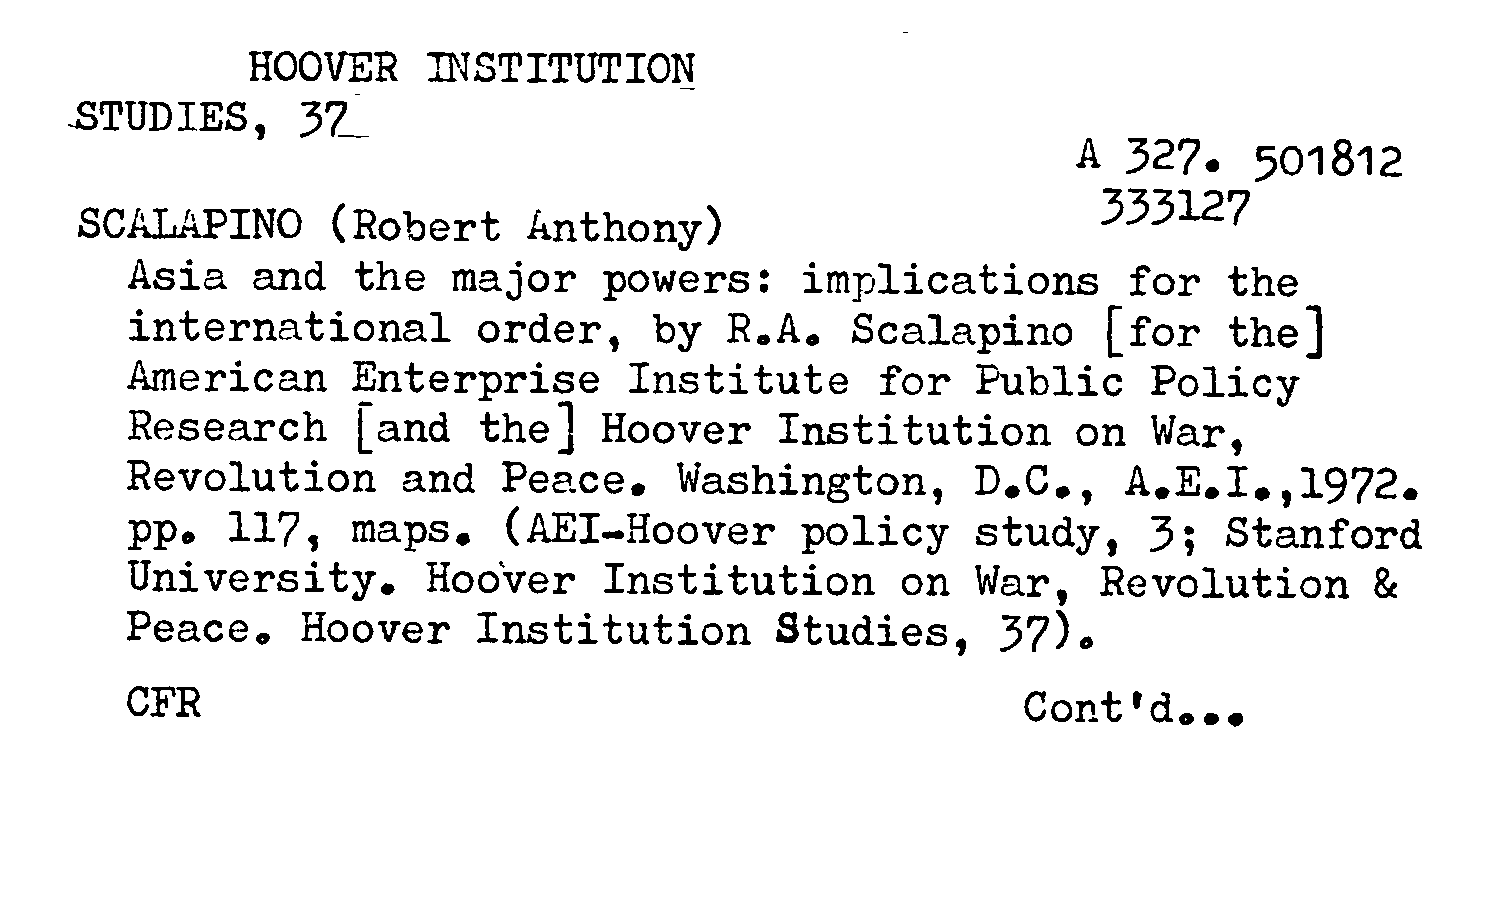 HOOVER INSTITUTION
STUDIES, 37
A 327. 501812
333127
SCALAPINO (Robert Anthony)
Asia and the major powers: implications for the
international order, by R.A. Scalapino [for the]
American Enterprise Institute for Public Policy
Research [and the] Hoover Institution on War,
Revolution and Peace. Washington, D.C., A.E.I.,1972.
pp. 117, maps. (AEI-Hoover policy study, 3; Stanford
University. Hoover Institution on War, Revolution &
Peace. Hoover Institution Studies, 37).
CFR Cont'd...